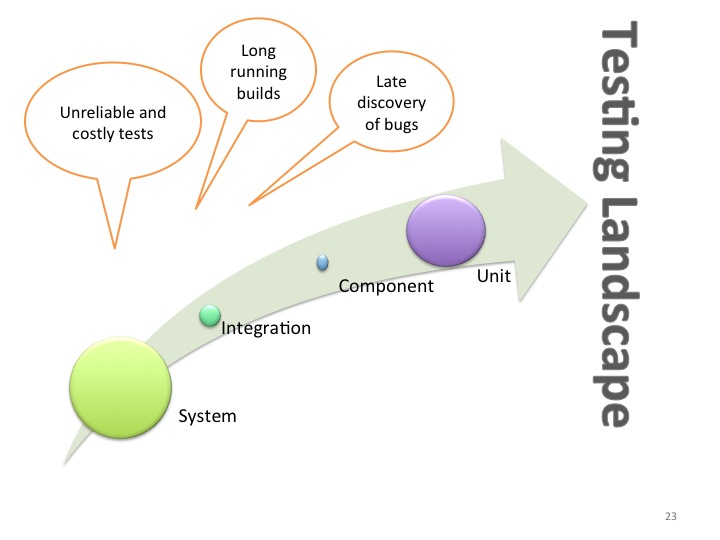 Testing Landscape
Unreliable and
costly tests
Long
running
builds
Late
discovery
of bugs
System
Integration
Component
Unit
23